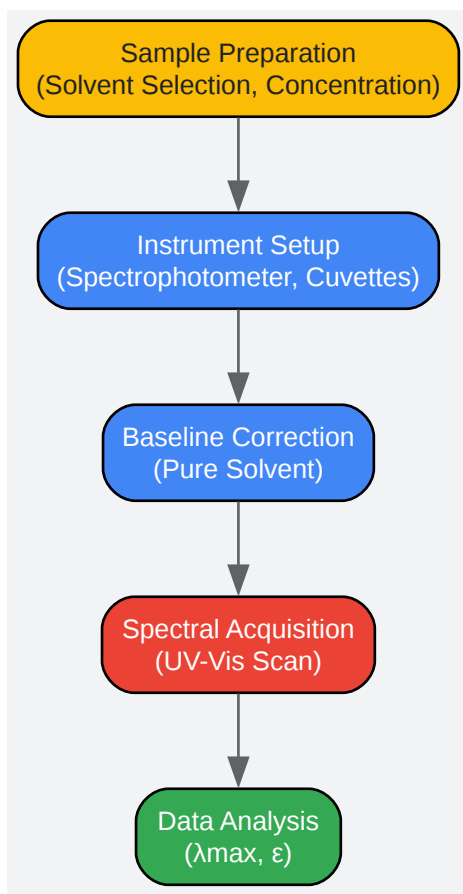 Sample Preparation
(Solvent Selection, Concentration)
Instrument Setup
(Spectrophotometer, Cuvettes)
Baseline Correction
(Pure Solvent)
Spectral Acquisition
(UV-Vis Scan)
Data Analysis
(λmax, ε)